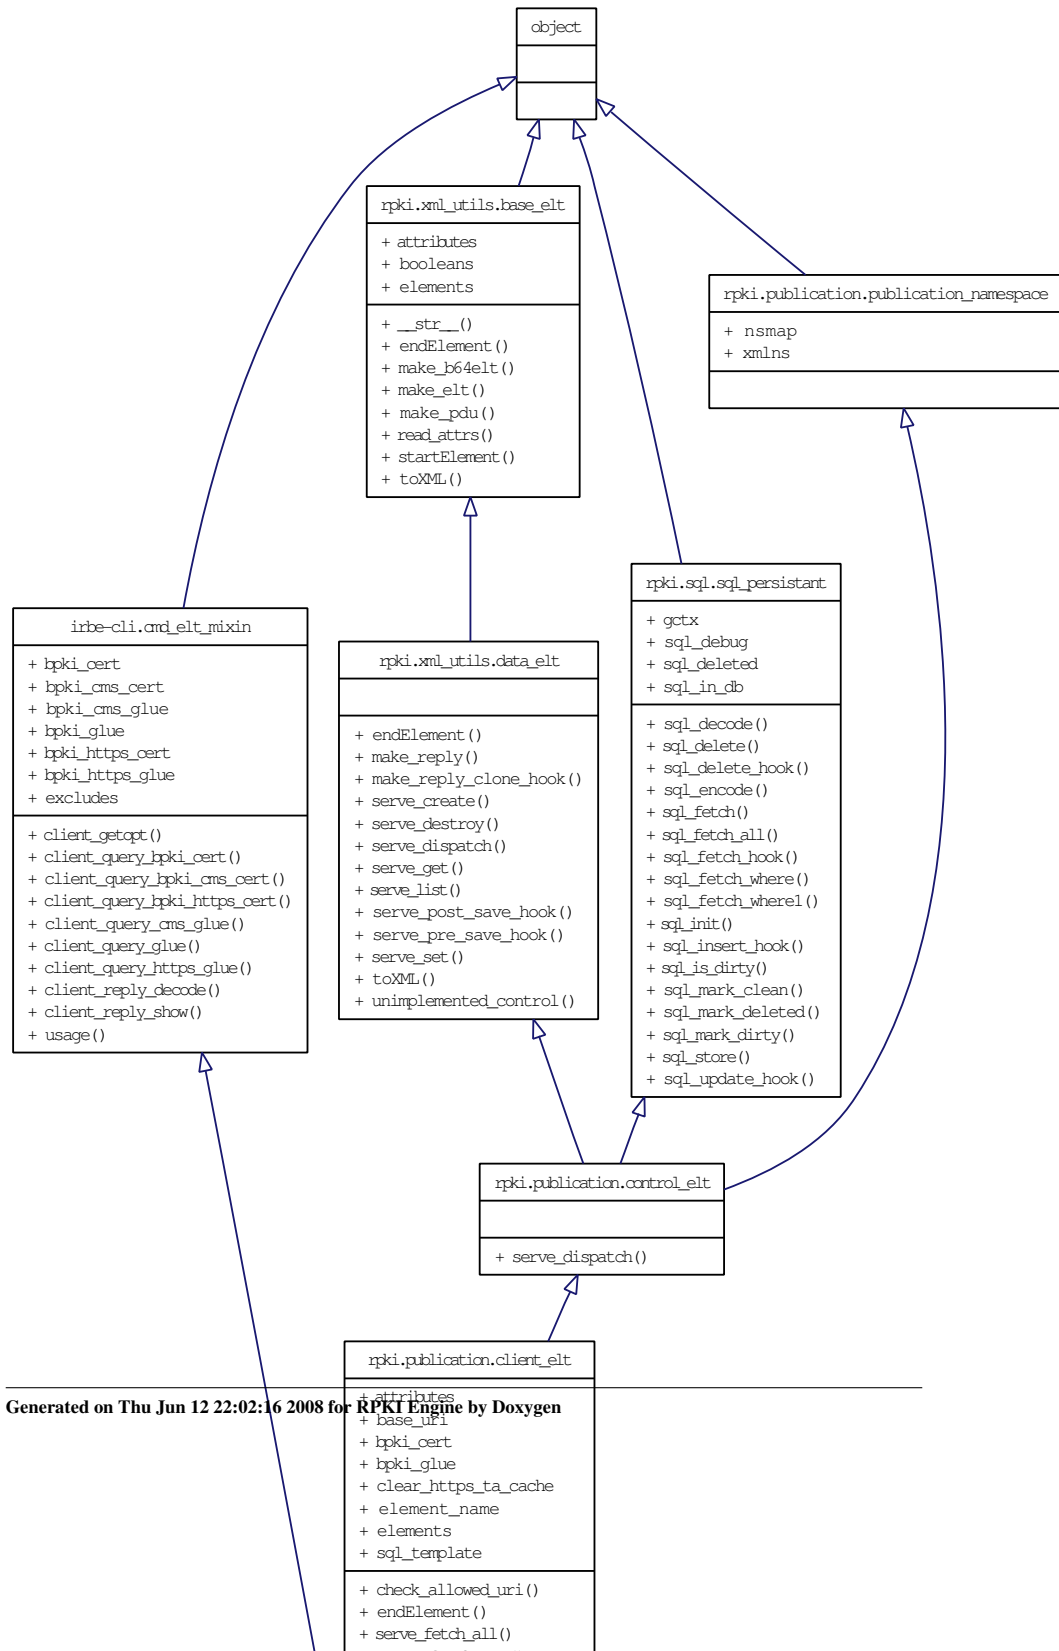 object
rpki.xml_utils.base_elt
+ attributes
+ booleans
+ elements
+ __str__()
+ endElement()
+ make_b64elt()
+ make_elt()
+ make_pdu()
+ read_attrs()
+ startElement()
+ toXML()
rpki.publication.publication_namespace
+ nsmap
+ xmlns
rpki.sql.sql_persistant
+ gctx
+ sql_debug
+ sql_deleted
+ sql_in_db
+ sql_decode()
+ sql_delete()
+ sql_delete_hook()
+ sql_encode()
+ sql_fetch()
+ sql_fetch_all()
+ sql_fetch_hook()
+ sql_fetch_where()
+ sql_fetch_where1()
+ sql_init()
+ sql_insert_hook()
+ sql_is_dirty()
+ sql_mark_clean()
+ sql_mark_deleted()
+ sql_mark_dirty()
+ sql_store()
+ sql_update_hook()
irbe-cli.cmd_elt_mixin
+ bpki_cert
+ bpki_cms_cert
+ bpki_cms_glue
+ bpki_glue
+ bpki_https_cert
+ bpki_https_glue
+ excludes
+ client_getopt()
+ client_query_bpki_cert()
+ client_query_bpki_cms_cert()
+ client_query_bpki_https_cert()
+ client_query_cms_glue()
+ client_query_glue()
+ client_query_https_glue()
+ client_reply_decode()
+ client_reply_show()
+ usage()
rpki.xml_utils.data_elt
+ endElement()
+ make_reply()
+ make_reply_clone_hook()
+ serve_create()
+ serve_destroy()
+ serve_dispatch()
+ serve_get()
+ serve_list()
+ serve_post_save_hook()
+ serve_pre_save_hook()
+ serve_set()
+ toXML()
+ unimplemented_control()
rpki.publication.control_elt
+ serve_dispatch()
rpki.publication.client_elt
+ attributes
+ base_uri
+ bpki_cert
+ bpki_glue
+ clear_https_ta_cache
+ element_name
+ elements
+ sql_template
+ check_allowed_uri()
+ endElement()
+ serve_fetch_all()
Generated on Thu Jun 12 22:02:16 2008 for RPKI Engine by Doxygen